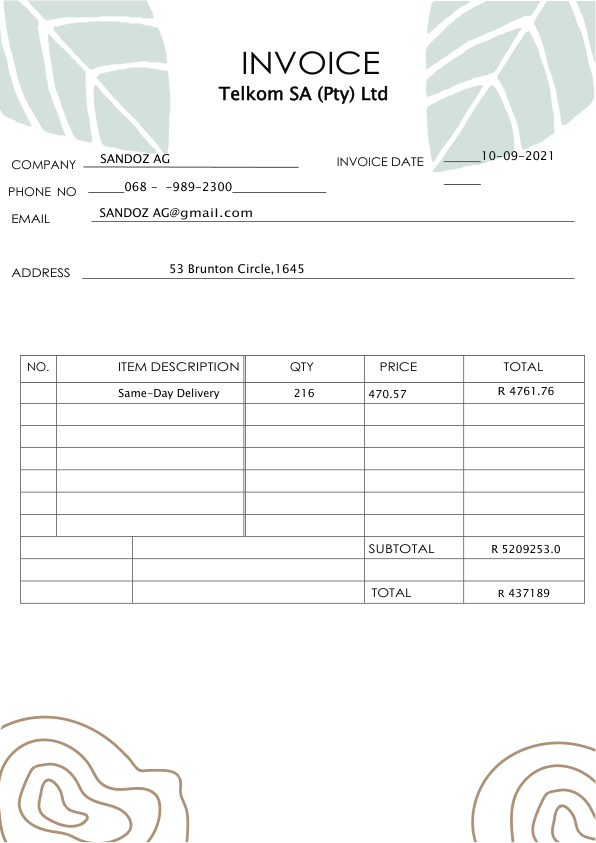 INVOICE
Telkom SA (Pty) Ltd
COMPANY SANDOZ AG INVOICE DATE 10-09-2021
PHONE NO 068 - -989-2300
EMAIL SANDOZ AG@gmail.com
ADDRESS 53 Brunton Circle,1645
NO. ITEM DESCRIPTION QTY PRICE TOTAL
Same-Day Delivery 216 470.57 R 4761.76
SUBTOTAL R 5209253.0
TOTAL R 437189